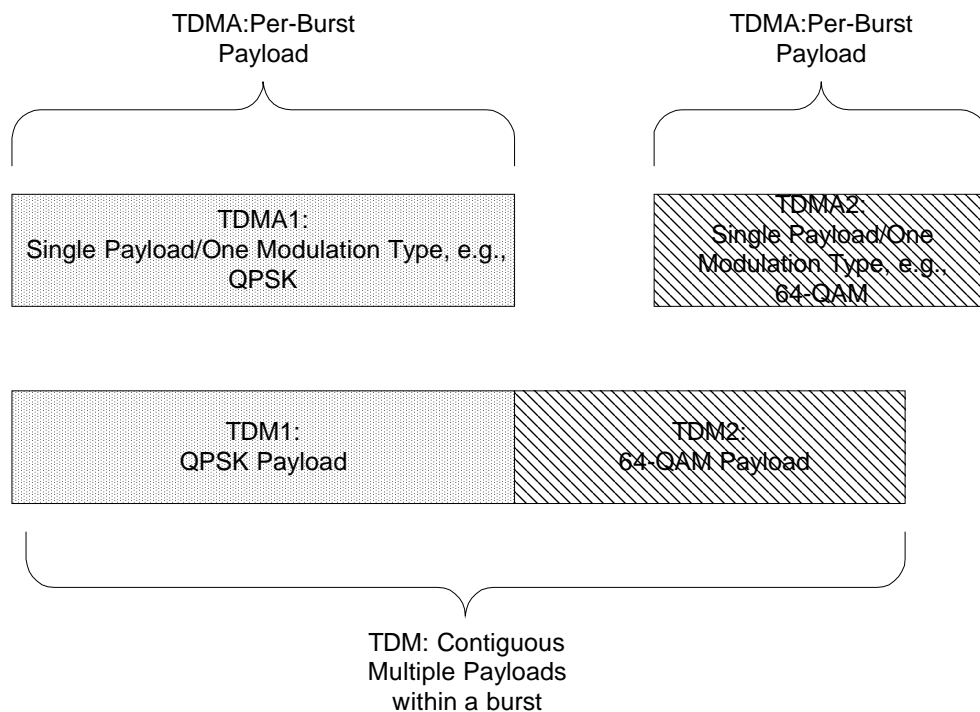 TDMA:Per-Burst
Payload
TDMA:Per-Burst
Payload
TDMA1:
Single Payload/One Modulation Type, e.g.,
QPSK
TDMA2:
Single Payload/One
Modulation Type, e.g.,
64-QAM
TDM1:
QPSK Payload
TDM2:
64-QAM Payload
TDM: Contiguous
Multiple Payloads
within a burst